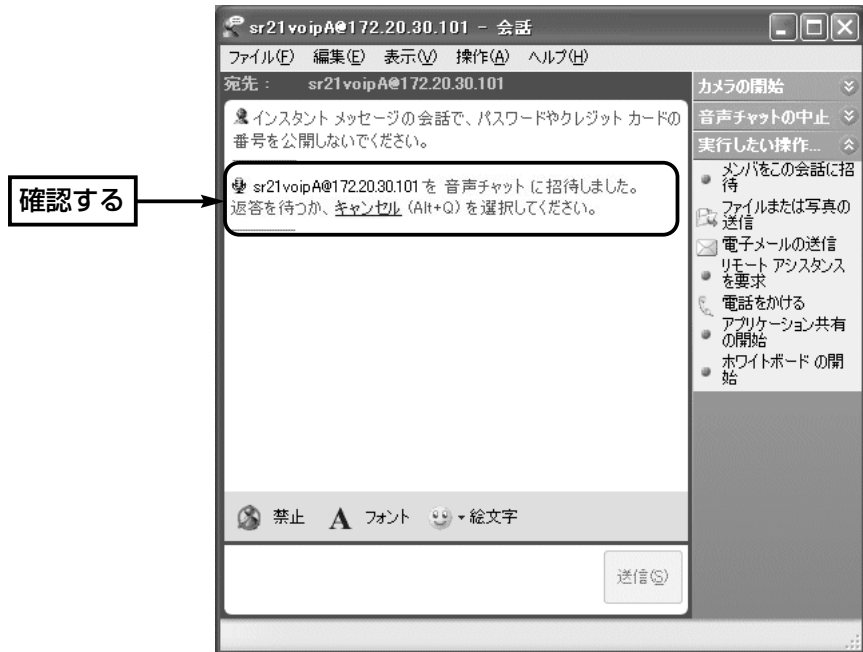 sr21voipA@172.20.30.101 - 会話
ファイル(F) 編集(E) 表示(V) 操作(A) ヘルプ(H)
宛先： sr21voipA@172.20.30.101
インスタント メッセージの会話で、パスワードやクレジット カードの
番号を公開しないでください。
sr21voipA@172.20.30.101 を 音声チャット に招待しました。
返答を待つか、キャンセル (Alt+Q) を選択してください。
確認する
禁止 A フォント 絵文字
送信(S)
カメラの開始
音声チャットの中止
実行したい操作...
メンバをこの会話に招
待
ファイルまたは写真の
送信
電子メールの送信
リモート アシスタンス
を要求
電話をかける
アプリケーション共有
の開始
ホワイトボード の開
始